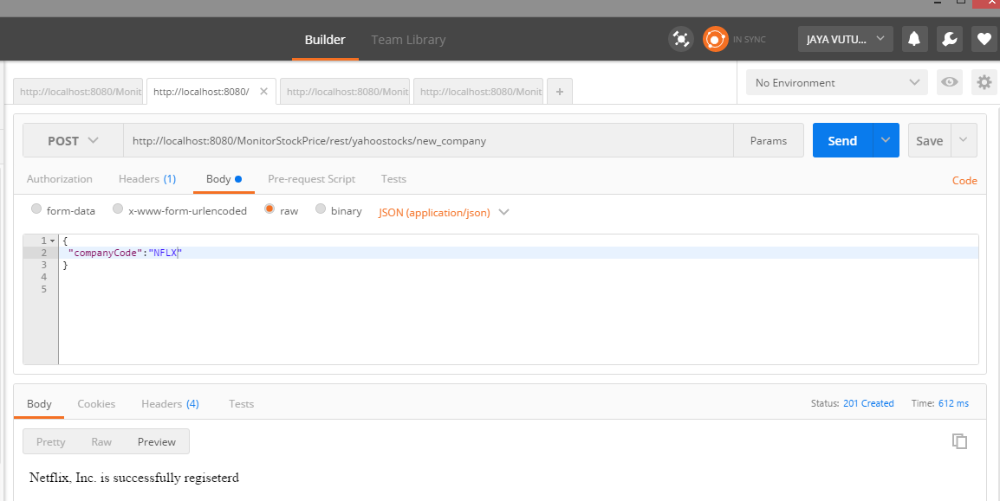 Builder Team Library IN SYNC JAYA VUTU...
http://localhost:8080/Monit http://localhost:8080/ http://localhost:8080/Monit http://localhost:8080/Monit + No Environment
POST http://localhost:8080/MonitorStockPrice/rest/yahoostocks/new_company Params Send Save
Authorization Headers (1) Body Pre-request Script Tests Code
form-data x-www-form-urlencoded raw binary JSON (application/json)
1 {
2 "companyCode":"NFLX"
3 }
4
5
Body Cookies Headers (4) Tests Status: 201 Created Time: 612 ms
Pretty Raw Preview
Netflix, Inc. is successfully regiseterd